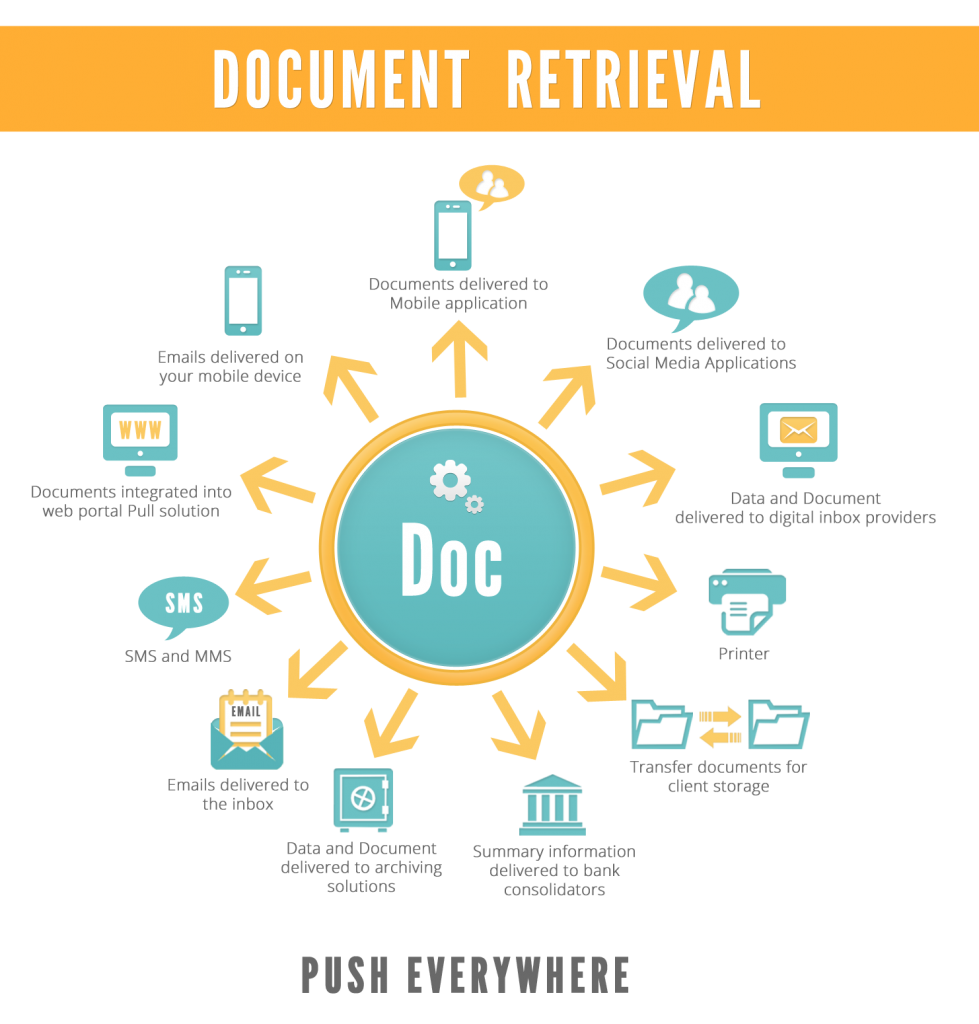 DOCUMENT RETRIEVAL
Documents delivered to
Mobile application
Documents delivered to
Social Media Applications
Emails delivered on
your mobile device
WWW
Documents integrated into
web portal Pull solution
Data and Document
delivered to digital inbox providers
Doc
SMS
SMS and MMS
Printer
EMAIL
Emails delivered to
the inbox
Transfer documents for
client storage
Data and Document
delivered to archiving
solutions
Summary information
delivered to bank
consolidators
PUSH EVERYWHERE